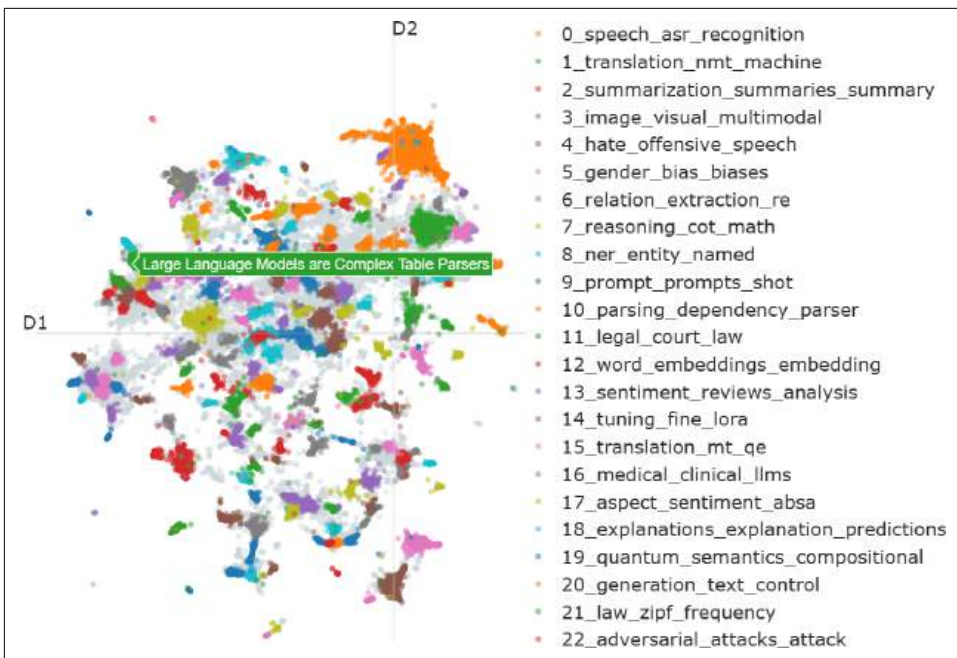 D2
D1
Large Language Models are Complex Table Parsers
0_speech_asr_recognition
1_translation_nmt_machine
2_summarization_summaries_summary
3_image_visual_multimodal
4_hate_offensive_speech
5_gender_bias_biases
6_relation_extraction_re
7_reasoning_cot_math
8_ner_entity_named
9_prompt_prompts_shot
10_parsing_dependency_parser
11_legal_court_law
12_word_embeddings_embedding
13_sentiment_reviews_analysis
14_tuning_fine_lora
15_translation_mt_qe
16_medical_clinical_llms
17_aspect_sentiment_absa
18_explanations_explanation_predictions
19_quantum_semantics_compositional
20_generation_text_control
21_law_zipf_frequency
22_adversarial_attacks_attack